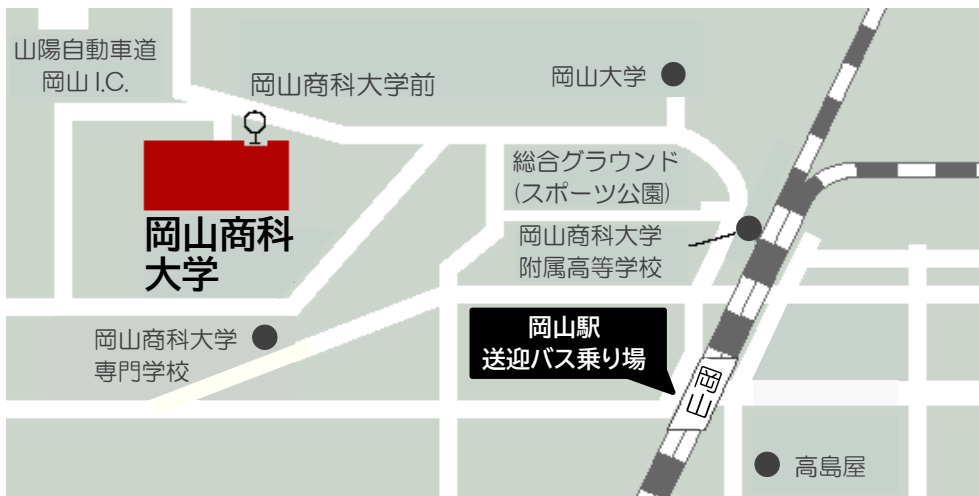 山陽自動車道
岡山 I.C.
岡山商科大学前
岡山大学
総合グラウンド
(スポーツ公園)
岡山商科
大学
岡山商科大学
附属高等学校
岡山駅
送迎バス乗り場
岡山商科大学
専門学校
岡山
高島屋